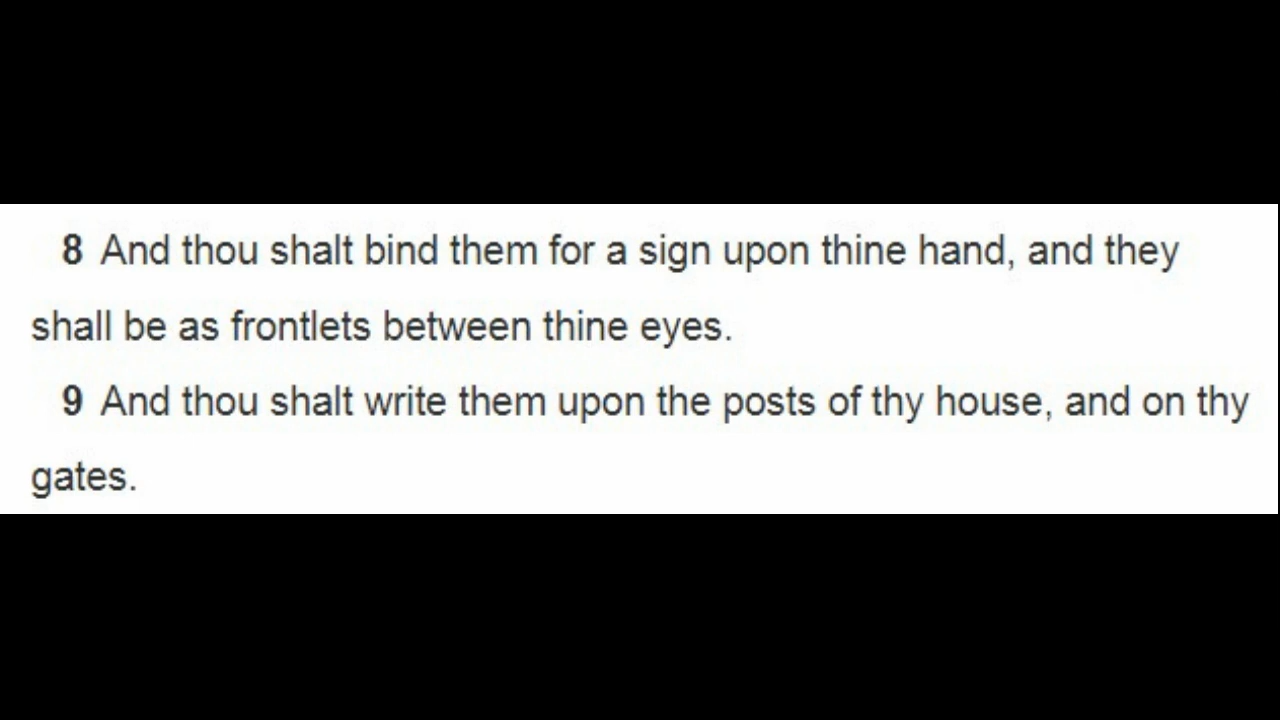 8 And thou shalt bind them for a sign upon thine hand, and they
shall be as frontlets between thine eyes.
9 And thou shalt write them upon the posts of thy house, and on thy
gates.